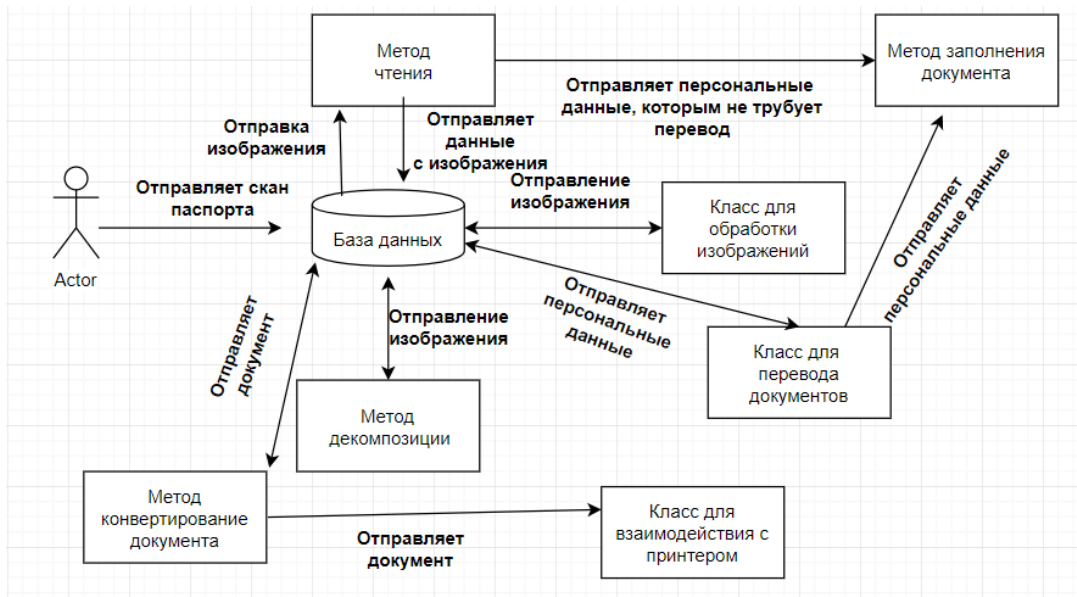 Метод
чтения
Метод заполнения
документа
Отправляет персональные
данные, которым не трубует
перевод
Отправка
изображения
Отправляет
данные
с изображения
Отправляет скан
паспорта
Actor
База данных
Отправление
изображения
Класс для
обработки
изображений
Отправляет
персональные данные
Отправляет
персональные
данные
Класс для
перевода
документов
Отправление
изображения
Отправляет
документ
Метод
декомпозиции
Метод
конвертирование
документа
Отправляет
документ
Класс для
взаимодействия с
принтером